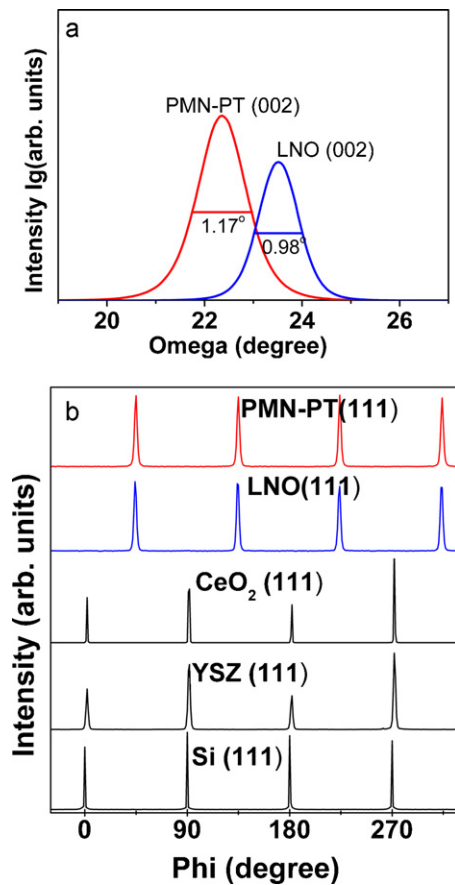 a
PMN-PT (002)
LNO (002)
1.17°
0.98°
Intensity lg(arb. units)
20 22 24 26
Omega (degree)
b
PMN-PT(111)
LNO(111)
CeO₂ (111)
YSZ (111)
Si (111)
Intensity (arb. units)
0 90 180 270
Phi (degree)